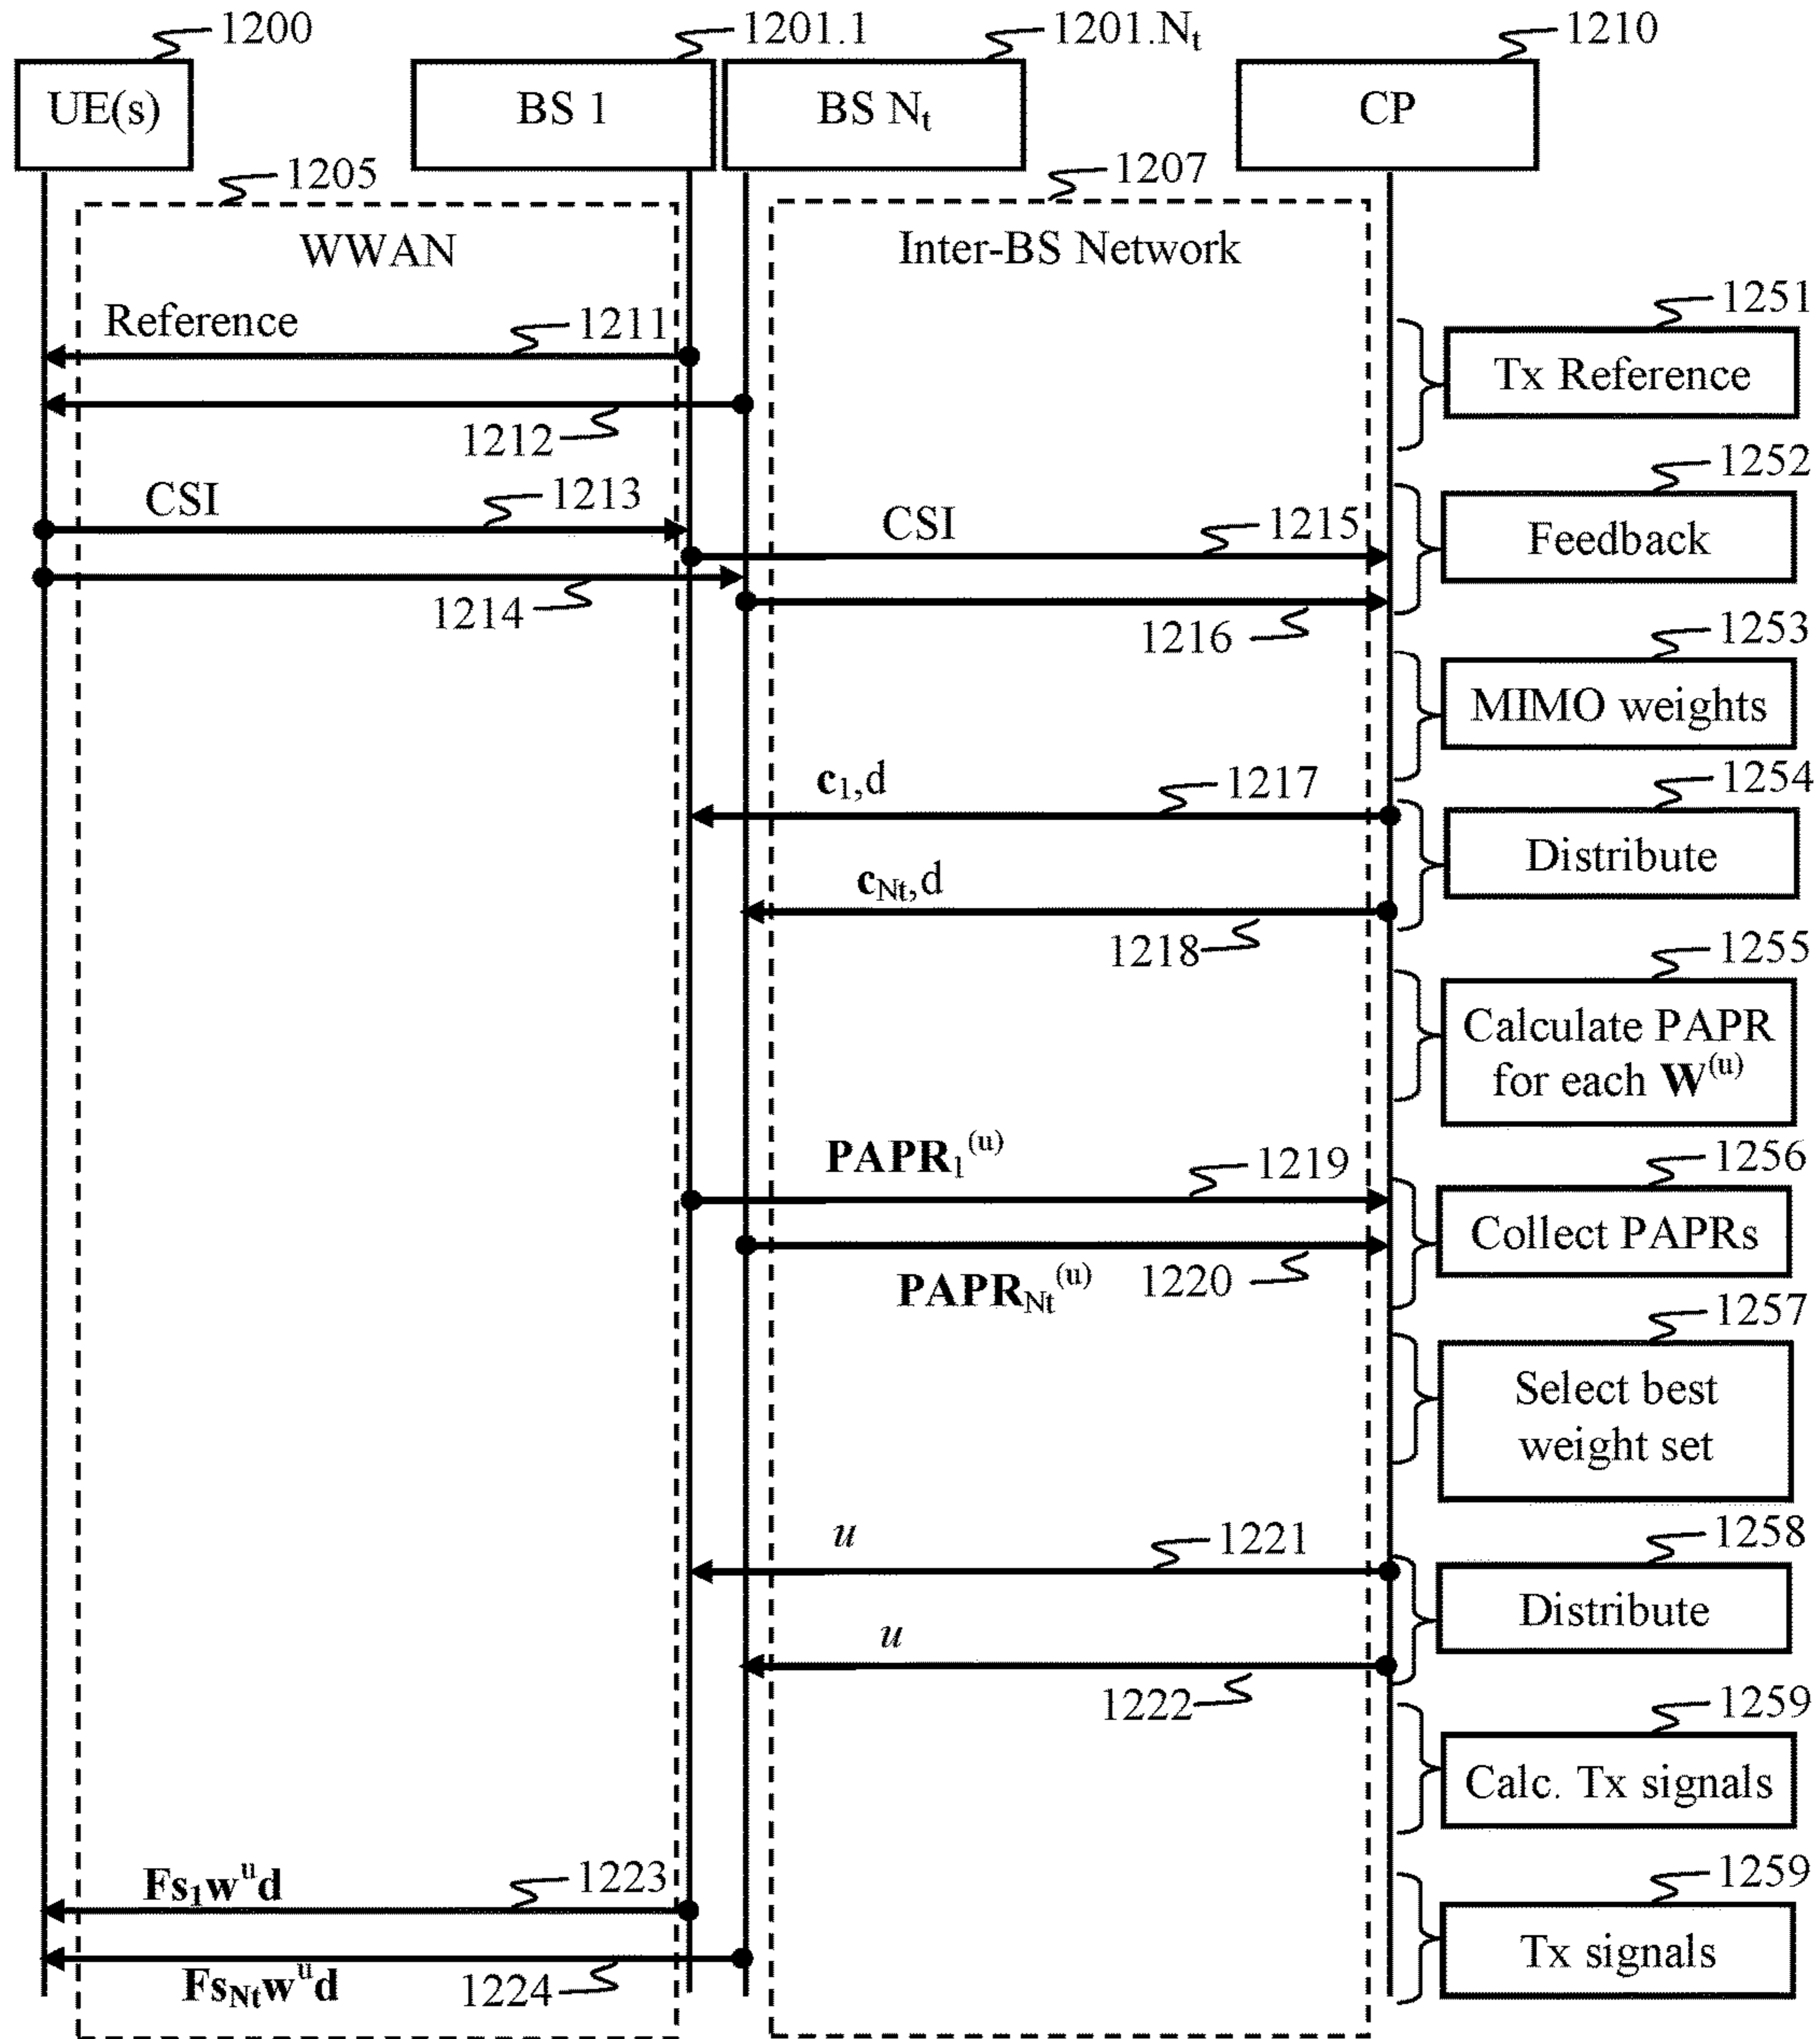 1200
1201.1
1201.Nt
1210
UE(s)
BS 1
BS Nt
CP
1205
1207
WWAN
Inter-BS Network
Reference
1211
1251
Tx Reference
1212
1252
CSI
1213
CSI
1215
Feedback
1214
1216
1253
MIMO weights
c1,d
1217
1254
Distribute
cNt,d
1218
1255
Calculate PAPR
for each W(u)
PAPR1(u)
1219
1256
Collect PAPRs
PAPRNt(u)
1220
1257
Select best
weight set
u
1221
1258
Distribute
u
1222
1259
Calc. Tx signals
Fs1wud
1223
1259
Tx signals
FsNtwud
1224